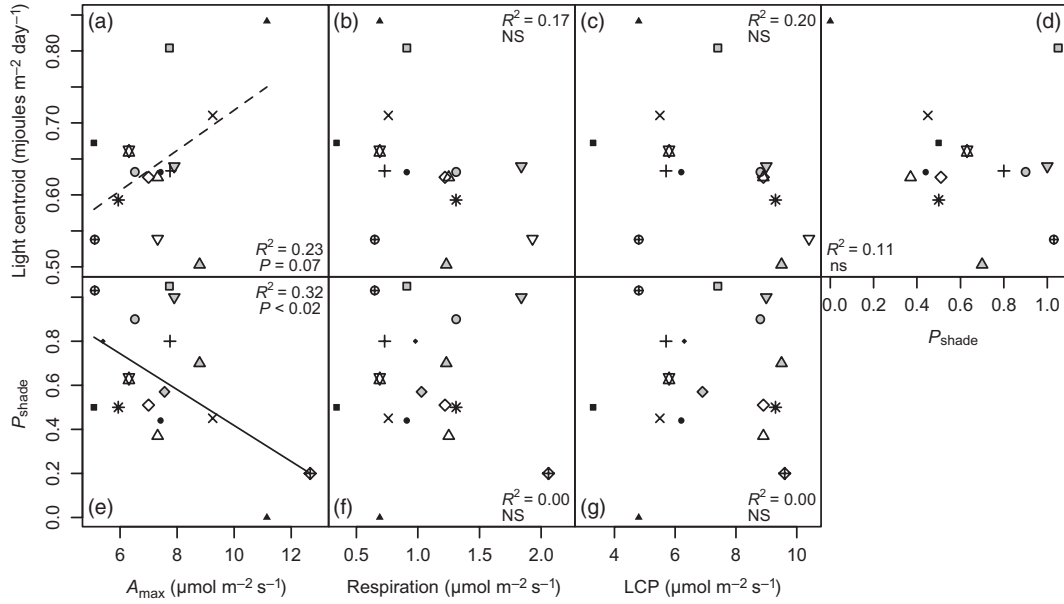 (a)
(b)
R² = 0.17
NS
(c)
R² = 0.20
NS
(d)
Light centroid (mjoules m⁻² day⁻¹)
0.80
0.70
0.60
0.50
R² = 0.23
P = 0.07
R² = 0.11
ns
0.0 0.2 0.4 0.6 0.8 1.0
P_shade
R² = 0.32
P < 0.02
P_shade
0.8
0.6
0.4
0.2
0.0
(e)
(f)
R² = 0.00
NS
(g)
R² = 0.00
NS
6 8 10 12
0.5 1.0 1.5 2.0
4 6 8 10
A_max (µmol m⁻² s⁻¹)
Respiration (µmol m⁻² s⁻¹)
LCP (µmol m⁻² s⁻¹)